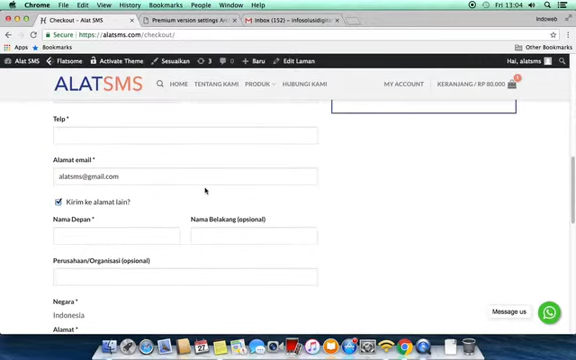 Chrome File Edit View History Bookmarks People Window Help Fri 13:04
Checkout – Alat SMS
Premium version settings
Inbox (152) – infosolusidigit
Indoweb
Secure https://alatsms.com/checkout/
Apps Bookmarks Other Bookmarks
Alat SMS Flatsome Activate Theme Sesuaikan 3 0 Baru Edit Laman Hai, alatsms
ALATSMS HOME TENTANG KAMI PRODUK HUBUNGI KAMI MY ACCOUNT KERANJANG / RP 80.000 1
Telp *
Alamat email *
alatsms@gmail.com
Kirim ke alamat lain?
Nama Depan * Nama Belakang (opsional)
Perusahaan/Organisasi (opsional)
Negara *
Indonesia
Message us
Alamat *
27